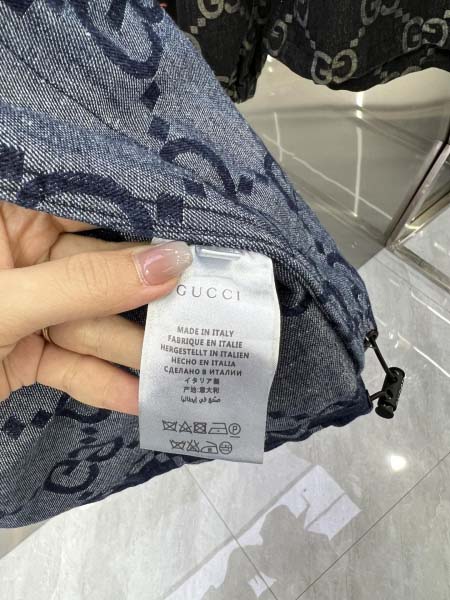 GUCCI
MADE IN ITALY
FABRIQUE EN ITALIE
HERGESTELLT IN ITALIEN
HECHO EN ITALIA
СДЕЛАНО В ИТАЛИИ
イタリア製
产地:意大利
صنع في إيطاليا